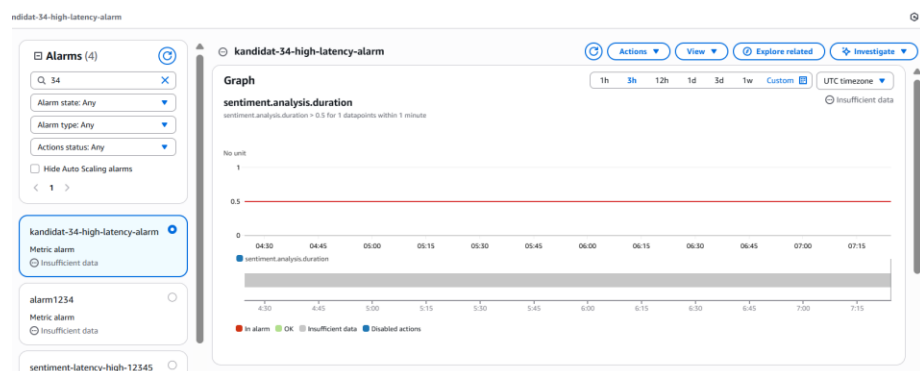 ndidat-34-high-latency-alarm
Alarms (4)
34
Alarm state: Any
Alarm type: Any
Actions status: Any
Hide Auto Scaling alarms
1
kandidat-34-high-latency-alarm
Metric alarm
Insufficient data
alarm1234
Metric alarm
Insufficient data
sentiment-latency-high-12345
kandidat-34-high-latency-alarm
Actions View Explore related Investigate
Graph
1h 3h 12h 1d 3d 1w Custom UTC timezone
sentiment.analysis.duration
Insufficient data
sentiment.analysis.duration > 0.5 for 1 datapoints within 1 minute
No unit
1
0.5
0
04:30 04:45 05:00 05:15 05:30 05:45 06:00 06:15 06:30 06:45 07:00 07:15
sentiment.analysis.duration
4:30 4:45 5:00 5:15 5:30 5:45 6:00 6:15 6:30 6:45 7:00 7:15
In alarm OK Insufficient data Disabled actions